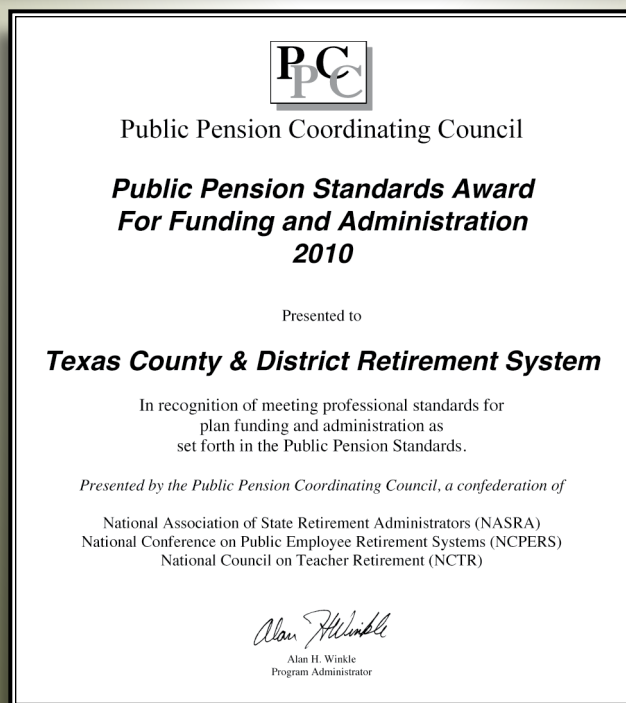 PPCC
Public Pension Coordinating Council
Public Pension Standards Award
For Funding and Administration
2010
Presented to
Texas County & District Retirement System
In recognition of meeting professional standards for
plan funding and administration as
set forth in the Public Pension Standards.
Presented by the Public Pension Coordinating Council, a confederation of
National Association of State Retirement Administrators (NASRA)
National Conference on Public Employee Retirement Systems (NCPERS)
National Council on Teacher Retirement (NCTR)
Alan H Winkle
Alan H. Winkle
Program Administrator